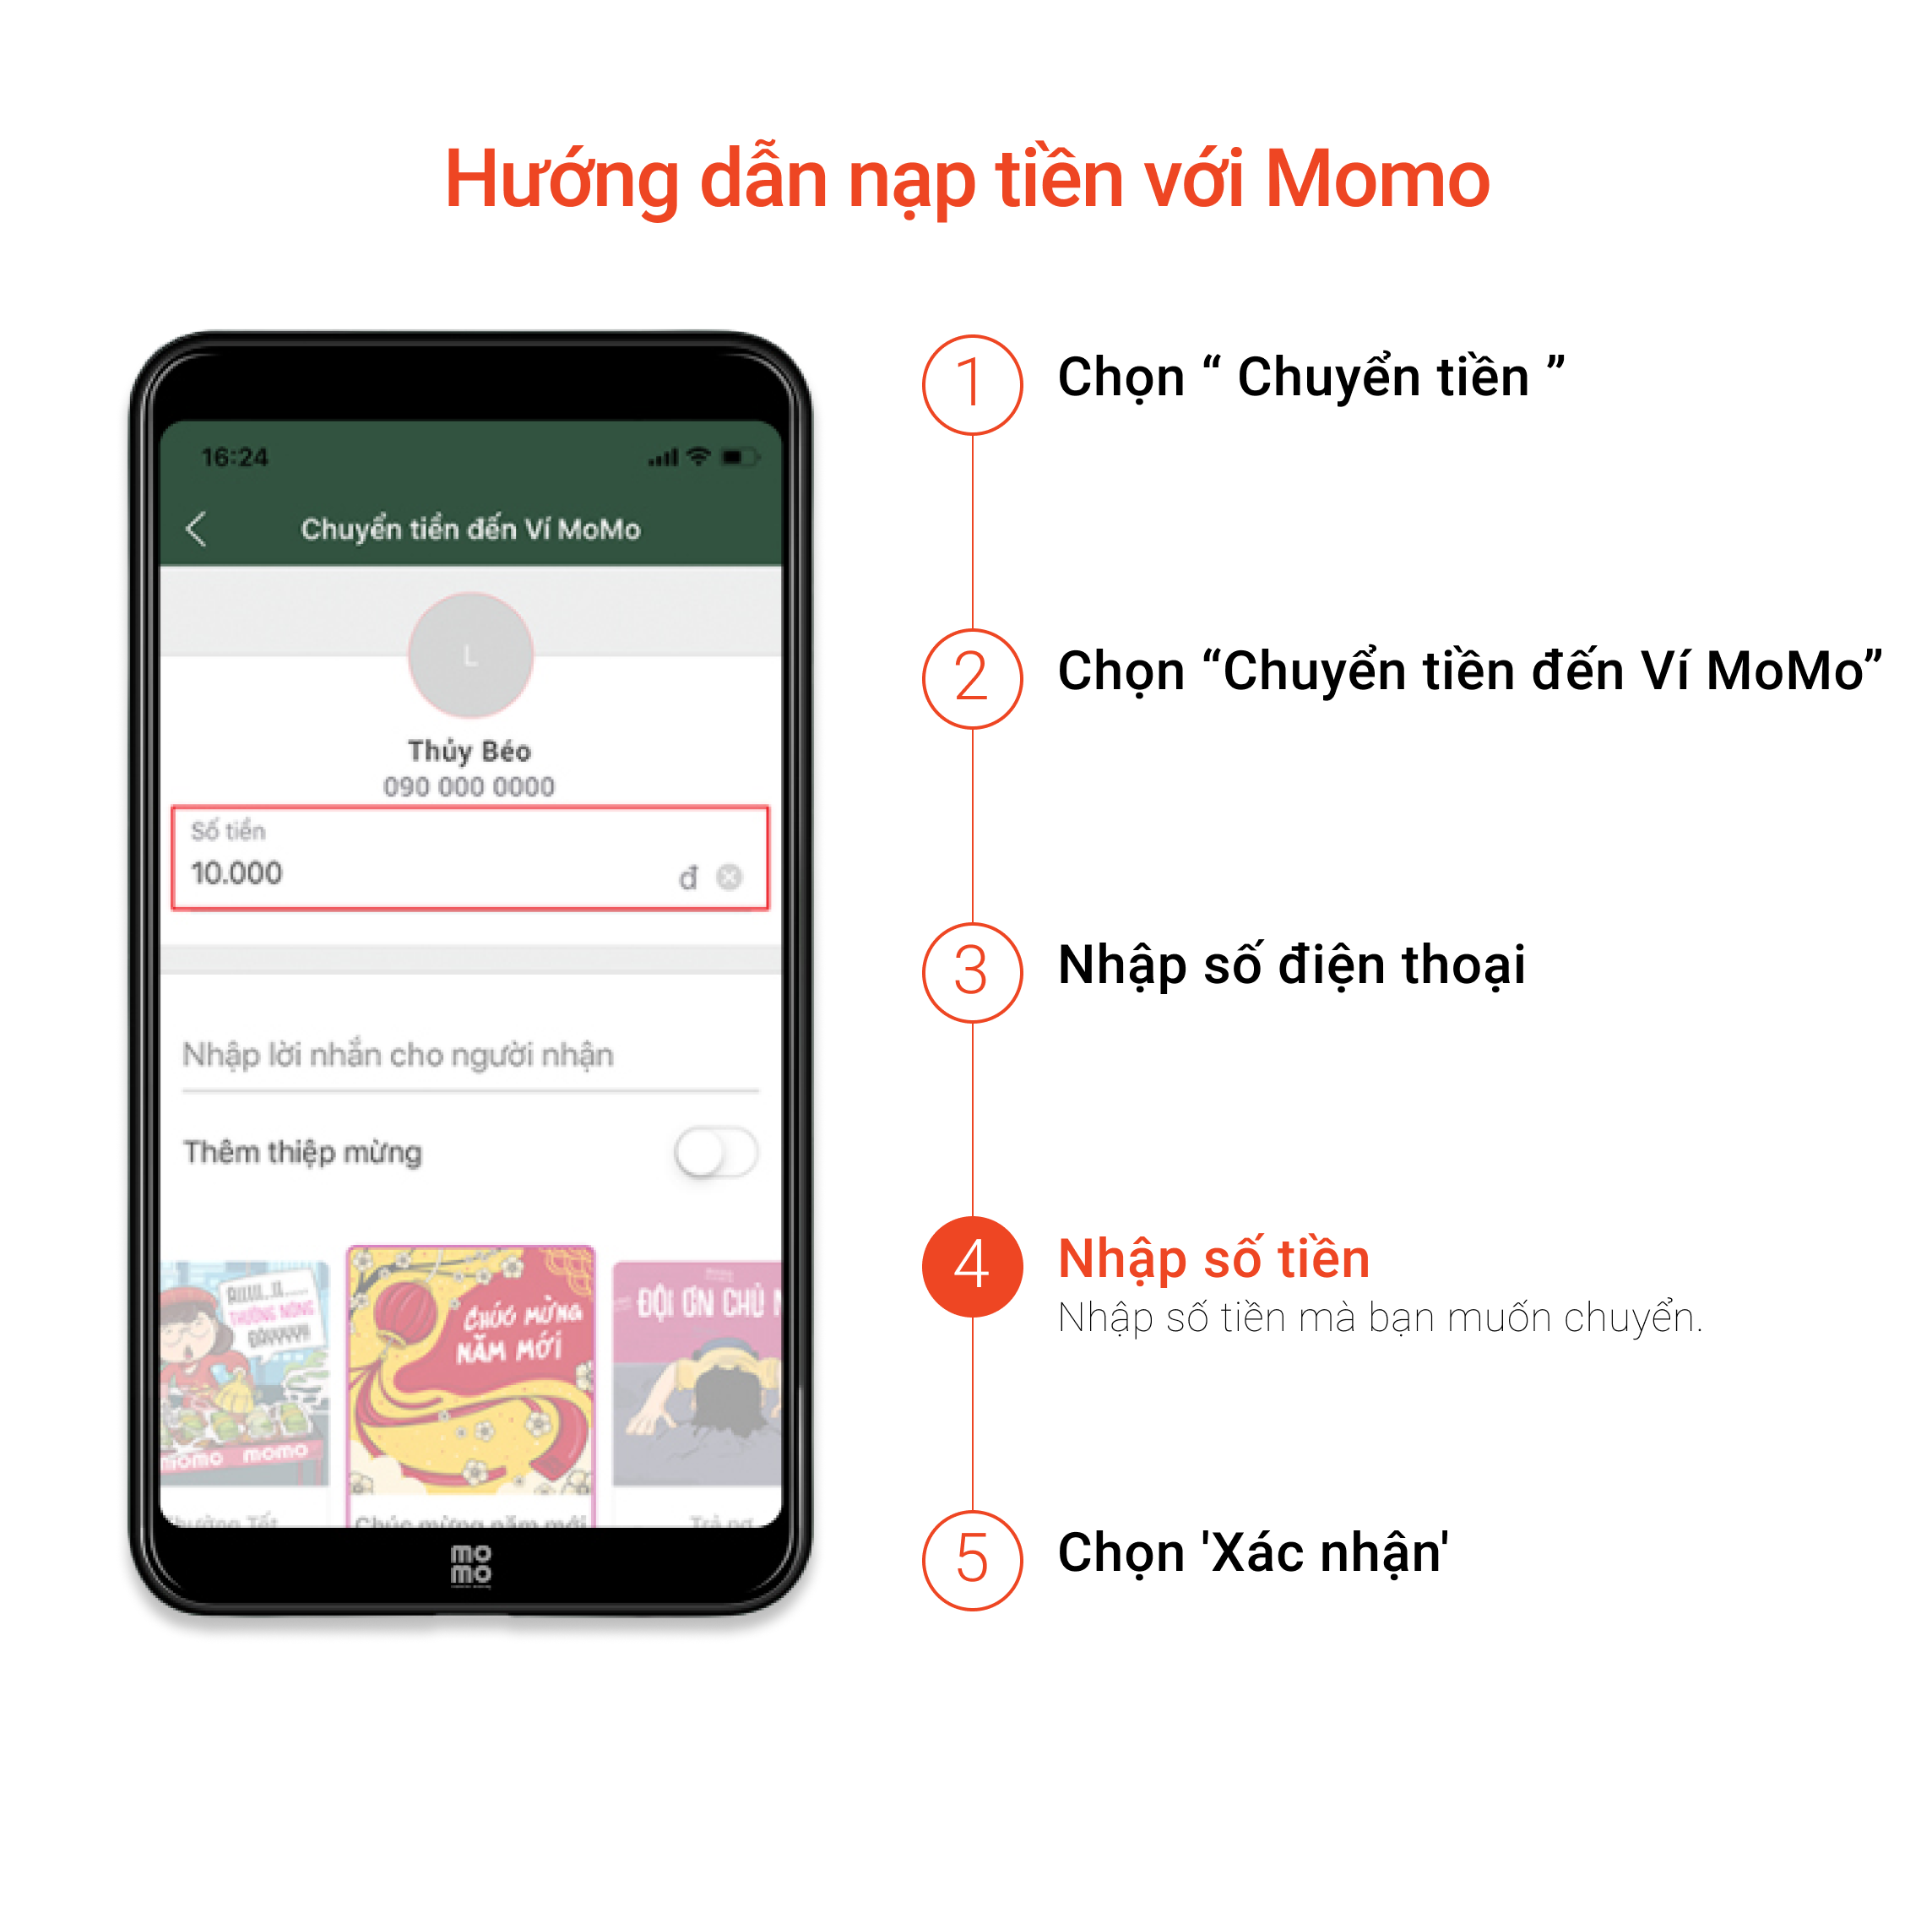 Hướng dẫn nạp tiền với Momo
16:24
Chuyển tiền đến Ví MoMo
L
Thủy Béo
090 000 0000
Số tiền
10.000
đ
Nhập lời nhắn cho người nhận
Thêm thiệp mừng
THƯỜNG NÓNG
ĐÂYYYYY!!
momo momo
CHÚC MỪNG
NĂM MỚI
ĐỘI ƠN CHỦ
Tết
Chúc mừng năm mới
Trả nợ
mo
mo
1
Chọn “ Chuyển tiền ”
2
Chọn “Chuyển tiền đến Ví MoMo”
3
Nhập số điện thoại
4
Nhập số tiền
Nhập số tiền mà bạn muốn chuyển.
5
Chọn 'Xác nhận'